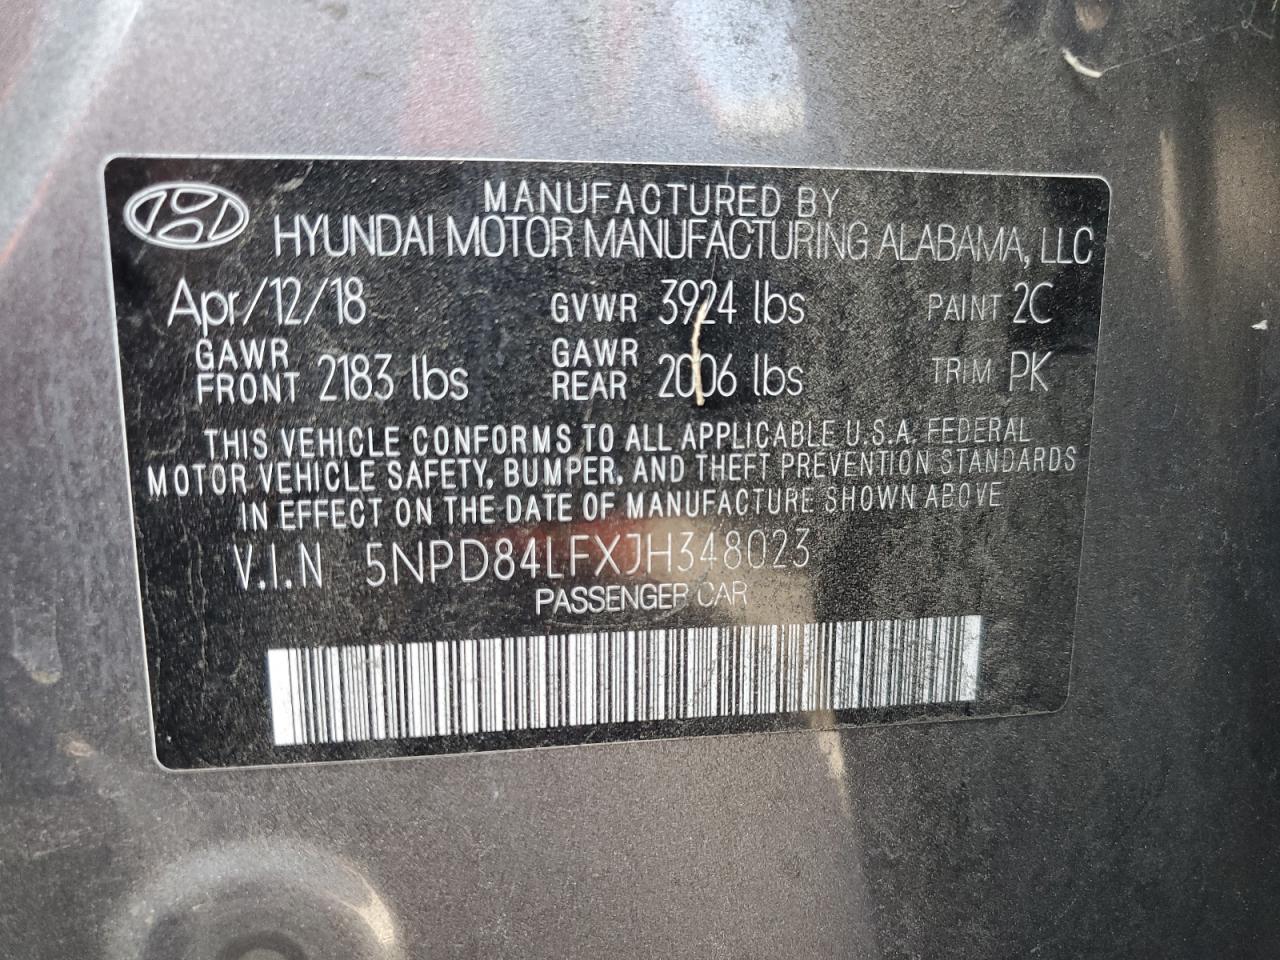 MANUFACTURED BY
HYUNDAI MOTOR MANUFACTURING ALABAMA, LLC
Apr/12/18 GVWR 3924 lbs PAINT 2C
GAWR FRONT 2183 lbs GAWR REAR 2006 lbs TRIM PK
THIS VEHICLE CONFORMS TO ALL APPLICABLE U.S.A. FEDERAL
MOTOR VEHICLE SAFETY, BUMPER, AND THEFT PREVENTION STANDARDS
IN EFFECT ON THE DATE OF MANUFACTURE SHOWN ABOVE
V.I.N 5NPD84LFXJH348023
PASSENGER CAR